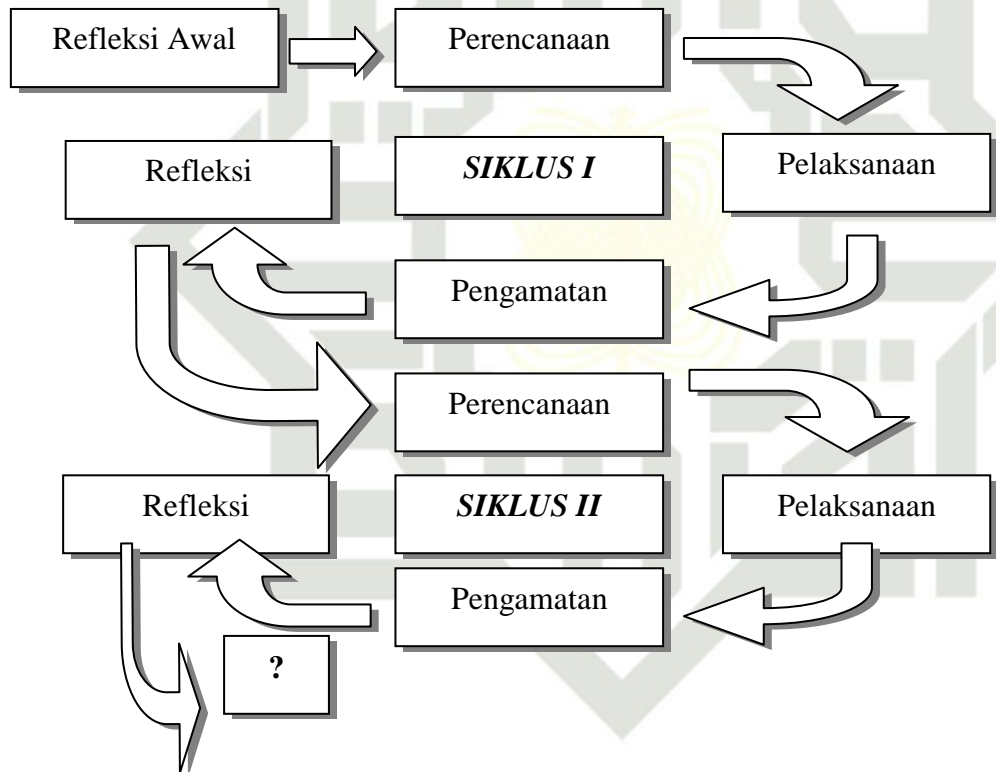 Refleksi Awal
Perencanaan
Refleksi
SIKLUS I
Pelaksanaan
Pengamatan
Perencanaan
Refleksi
SIKLUS II
Pelaksanaan
Pengamatan
?